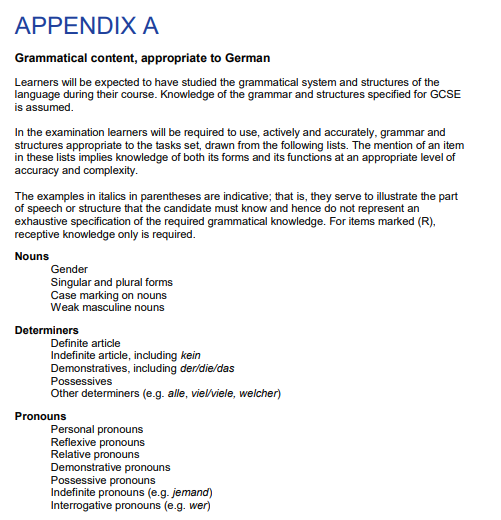 APPENDIX A
Grammatical content, appropriate to German
Learners will be expected to have studied the grammatical system and structures of the
language during their course. Knowledge of the grammar and structures specified for GCSE
is assumed.
In the examination learners will be required to use, actively and accurately, grammar and
structures appropriate to the tasks set, drawn from the following lists. The mention of an item
in these lists implies knowledge of both its forms and its functions at an appropriate level of
accuracy and complexity.
The examples in italics in parentheses are indicative; that is, they serve to illustrate the part
of speech or structure that the candidate must know and hence do not represent an
exhaustive specification of the required grammatical knowledge. For items marked (R),
receptive knowledge only is required.
Nouns
Gender
Singular and plural forms
Case marking on nouns
Weak masculine nouns
Determiners
Definite article
Indefinite article, including kein
Demonstratives, including der/die/das
Possessives
Other determiners (e.g. alle, viel/viele, welcher)
Pronouns
Personal pronouns
Reflexive pronouns
Relative pronouns
Demonstrative pronouns
Possessive pronouns
Indefinite pronouns (e.g. jemand)
Interrogative pronouns (e.g. wer)